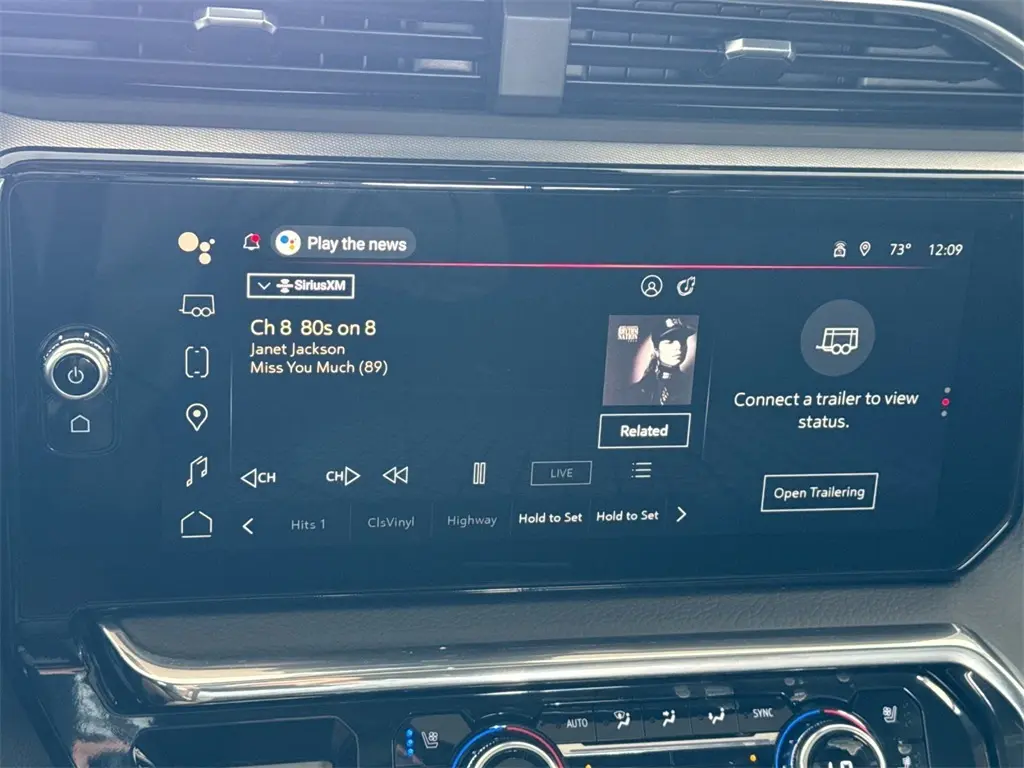 Play the news
73°
12:09
SiriusXM
Ch 8 80s on 8
Janet Jackson
Miss You Much (89)
RHYTHM
NATION
Related
Connect a trailer to view
status.
CH
CH
LIVE
Open Trailering
Hits 1
ClsVinyl
Highway
Hold to Set
Hold to Set
AUTO
SYNC